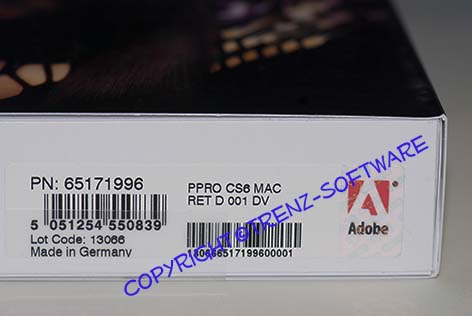 PN: 65171996
5 051254 550839
Lot Code: 13066
Made in Germany
PPRO CS6 MAC
RET D 001 DV
130666517199600001
Adobe
COPYRIGHT ©TRENZ-SOFTWARE